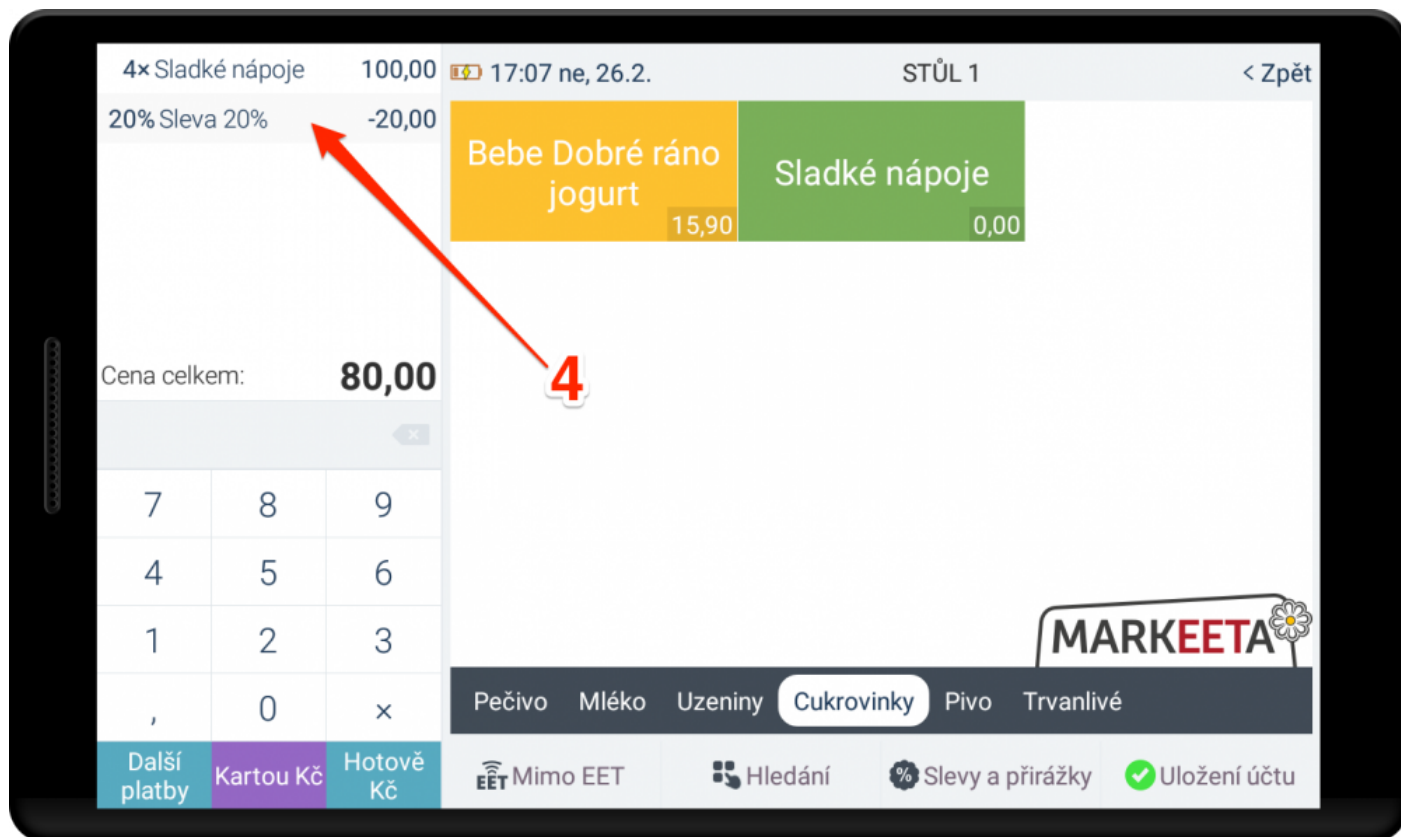 4× Sladké nápoje 100,00
20% Sleva 20% -20,00
Cena celkem: 80,00
7 8 9
4 5 6
1 2 3
, 0 ×
Další platby
Kartou Kč
Hotově Kč
17:07 ne, 26.2. STŮL 1 < Zpět
Bebe Dobré ráno
jogurt
15,90
Sladké nápoje
0,00
4
MARKEETA
Pečivo Mléko Uzeniny Cukrovinky Pivo Trvanlivé
EET Mimo EET Hledání % Slevy a přirážky Uložení účtu